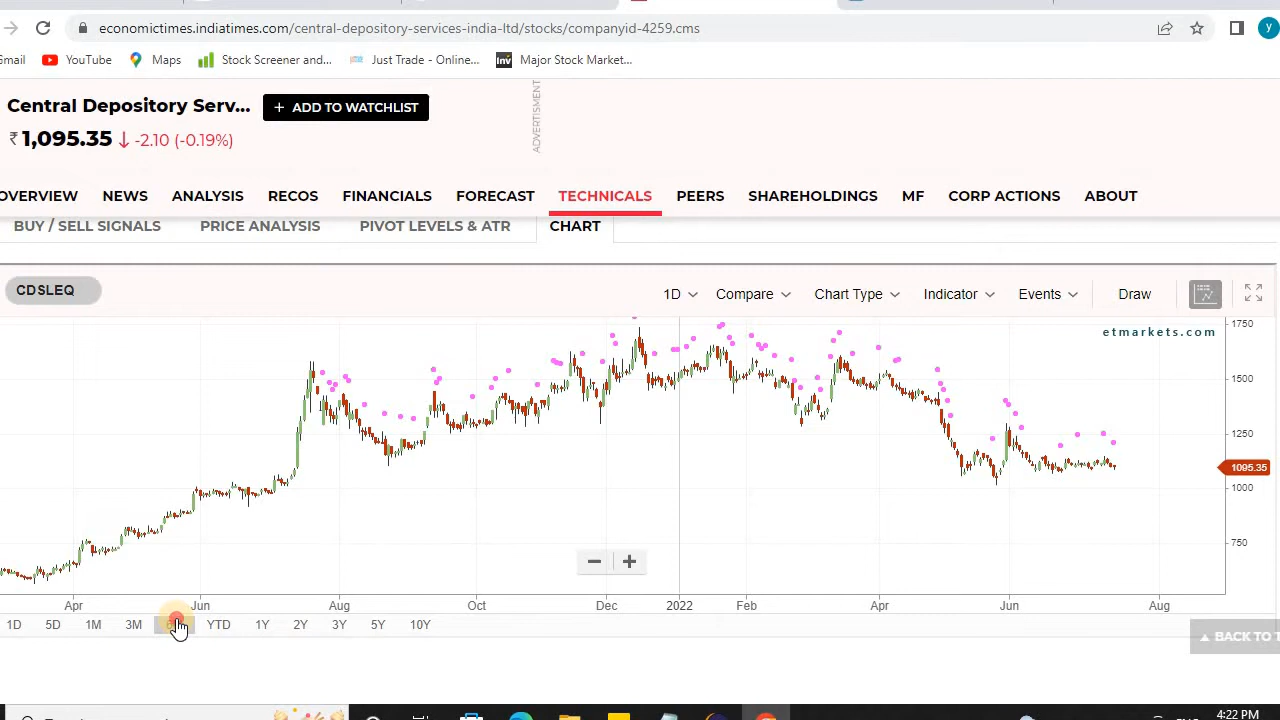 economictimes.indiatimes.com/central-depository-services-india-ltd/stocks/companyid-4259.cms
y
Gmail YouTube Maps Stock Screener and... Just Trade - Online... Inv Major Stock Market...
Central Depository Serv... + ADD TO WATCHLIST
ADVERTISMENT
₹1,095.35 ↓ -2.10 (-0.19%)
OVERVIEW NEWS ANALYSIS RECOS FINANCIALS FORECAST TECHNICALS PEERS SHAREHOLDINGS MF CORP ACTIONS ABOUT
BUY / SELL SIGNALS PRICE ANALYSIS PIVOT LEVELS & ATR CHART
CDSLEQ 1D Compare Chart Type Indicator Events Draw
etmarkets.com
1750
1500
1250
1095.35
1000
750
Apr Jun Aug Oct Dec 2022 Feb Apr Jun Aug
1D 5D 1M 3M YTD 1Y 2Y 3Y 5Y 10Y
▲ BACK TO T
4:22 PM